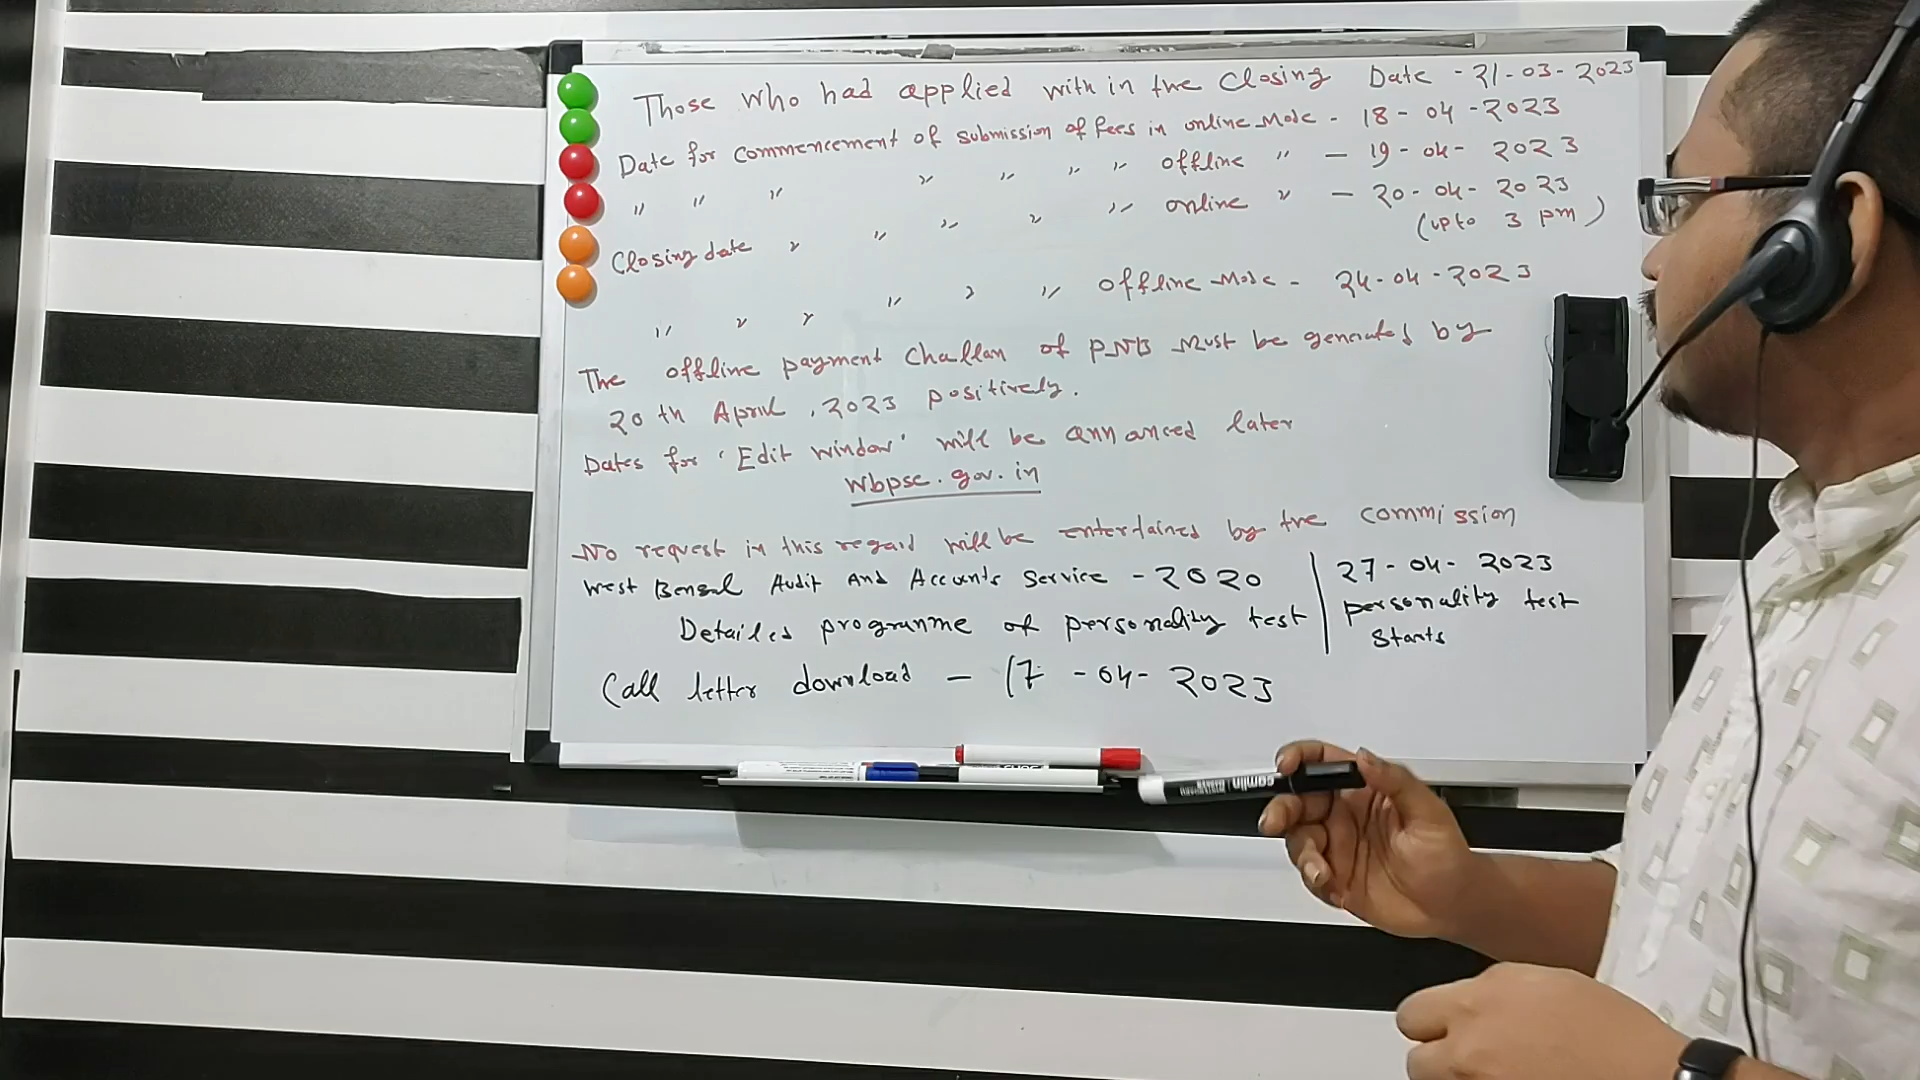 Those who had applied with in the Closing Date - 21-03-2023
Date for commencement of submission of fees in online Mode - 18-04-2023
" " " " " " " offline " - 19-04-2023
Closing date " " " " " online " - 20-04-2023
(upto 3 pm)
" " " " " " offline Mode - 24-04-2023
The offline payment Challan of PNB Must be generated by
20 th April, 2023 positively.
Dates for 'Edit window' will be annanced later
wbpsc.gov.in
No request in this regard will be entertained by the commission
West Bengal Audit And Accounts Service - 2020
27-04-2023
Detailed programme of personality test
personality test
Starts
Call letter download - 17-04-2023
camlin